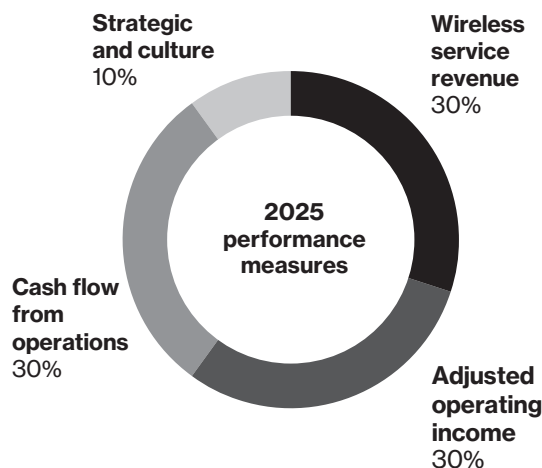 Strategic
and culture
10%
Wireless
service
revenue
30%
2025
performance
measures
Cash flow
from
operations
30%
Adjusted
operating
income
30%